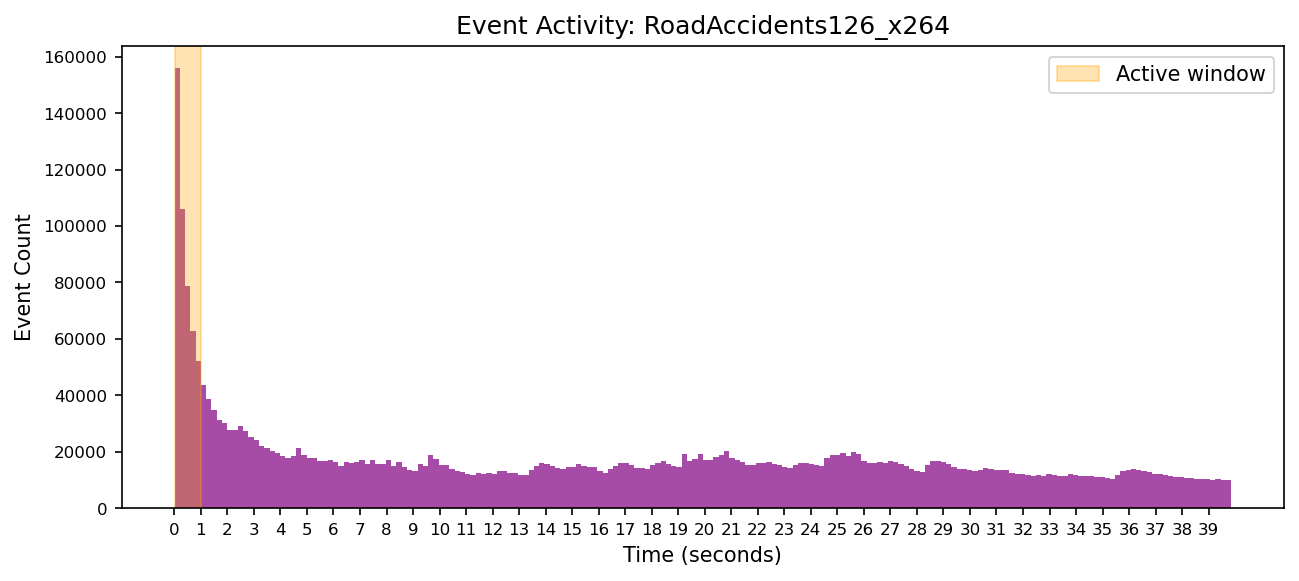 Event Activity: RoadAccidents126_x264
Active window
Event Count
160000
140000
120000
100000
80000
60000
40000
20000
0
0 1 2 3 4 5 6 7 8 9 10 11 12 13 14 15 16 17 18 19 20 21 22 23 24 25 26 27 28 29 30 31 32 33 34 35 36 37 38 39
Time (seconds)